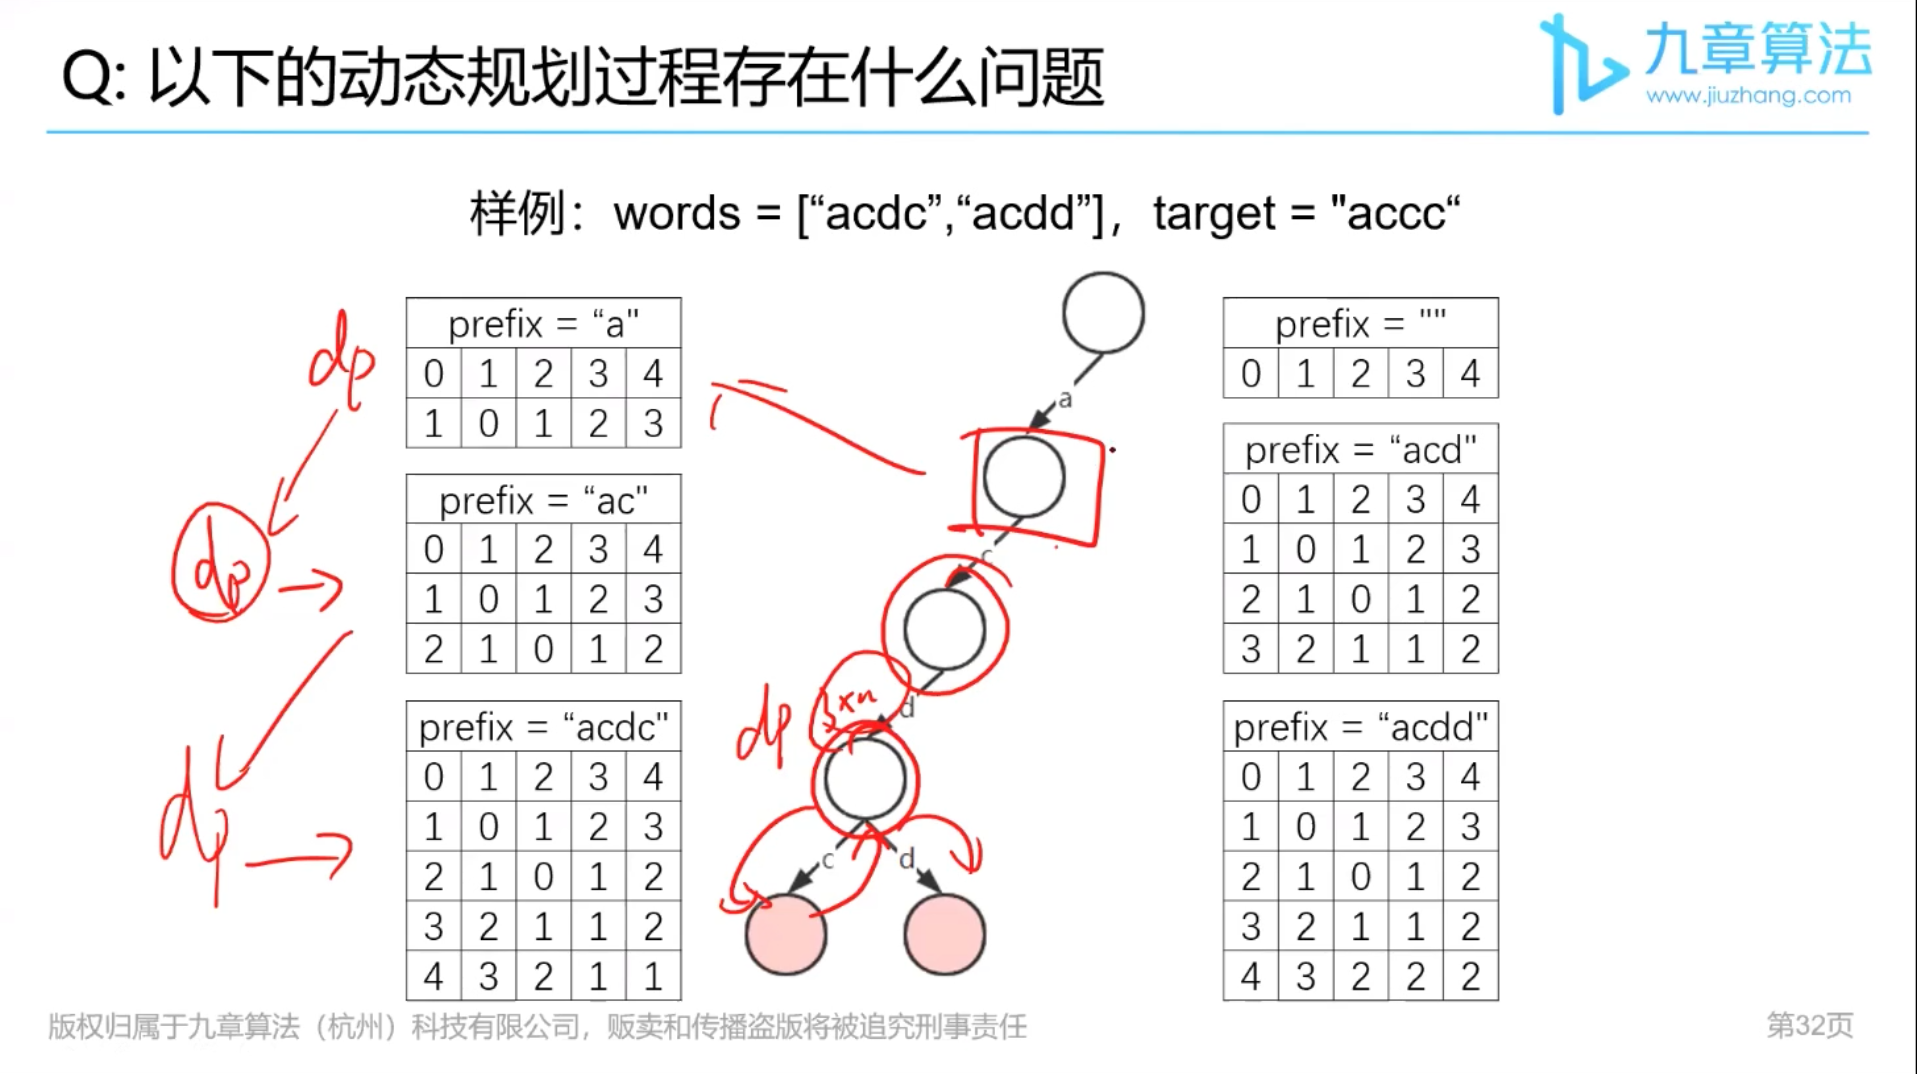 Q: 以下的动态规划过程存在什么问题
九章算法
www.jiuzhang.com
样例：words = [“acdc”,“acdd”]，target = "accc“
prefix = “a"
0 1 2 3 4
1 0 1 2 3
prefix = “ac"
0 1 2 3 4
1 0 1 2 3
2 1 0 1 2
prefix = “acdc"
0 1 2 3 4
1 0 1 2 3
2 1 0 1 2
3 2 1 1 2
4 3 2 1 1
dp
dp
dp
a
c
d
dp
3×n
c
d
prefix = ""
0 1 2 3 4
prefix = “acd"
0 1 2 3 4
1 0 1 2 3
2 1 0 1 2
3 2 1 1 2
prefix = “acdd"
0 1 2 3 4
1 0 1 2 3
2 1 0 1 2
3 2 1 1 2
4 3 2 2 2
版权归属于九章算法（杭州）科技有限公司，贩卖和传播盗版将被追究刑事责任
第32页